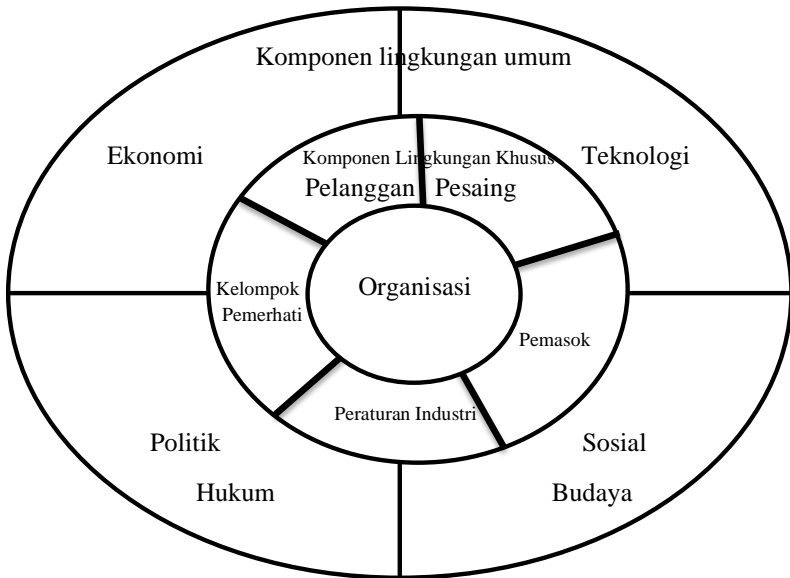 Komponen lingkungan umum
Ekonomi
Teknologi
Komponen Lingkungan Khusus
Pelanggan
Pesaing
Kelompok
Pemerhati
Organisasi
Pemasok
Peraturan Industri
Politik
Hukum
Sosial
Budaya